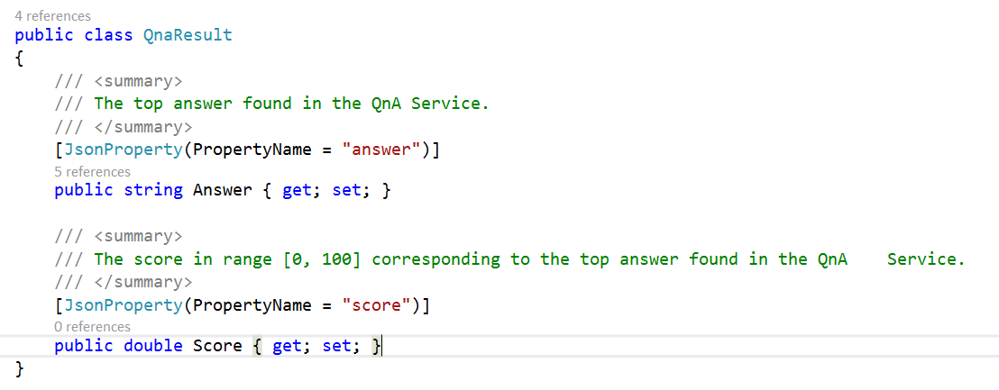 4 references
public class QnaResult
{
/// <summary>
/// The top answer found in the QnA Service.
/// </summary>
[JsonProperty(PropertyName = "answer")]
5 references
public string Answer { get; set; }
/// <summary>
/// The score in range [0, 100] corresponding to the top answer found in the QnA    Service.
/// </summary>
[JsonProperty(PropertyName = "score")]
0 references
public double Score { get; set; }
}